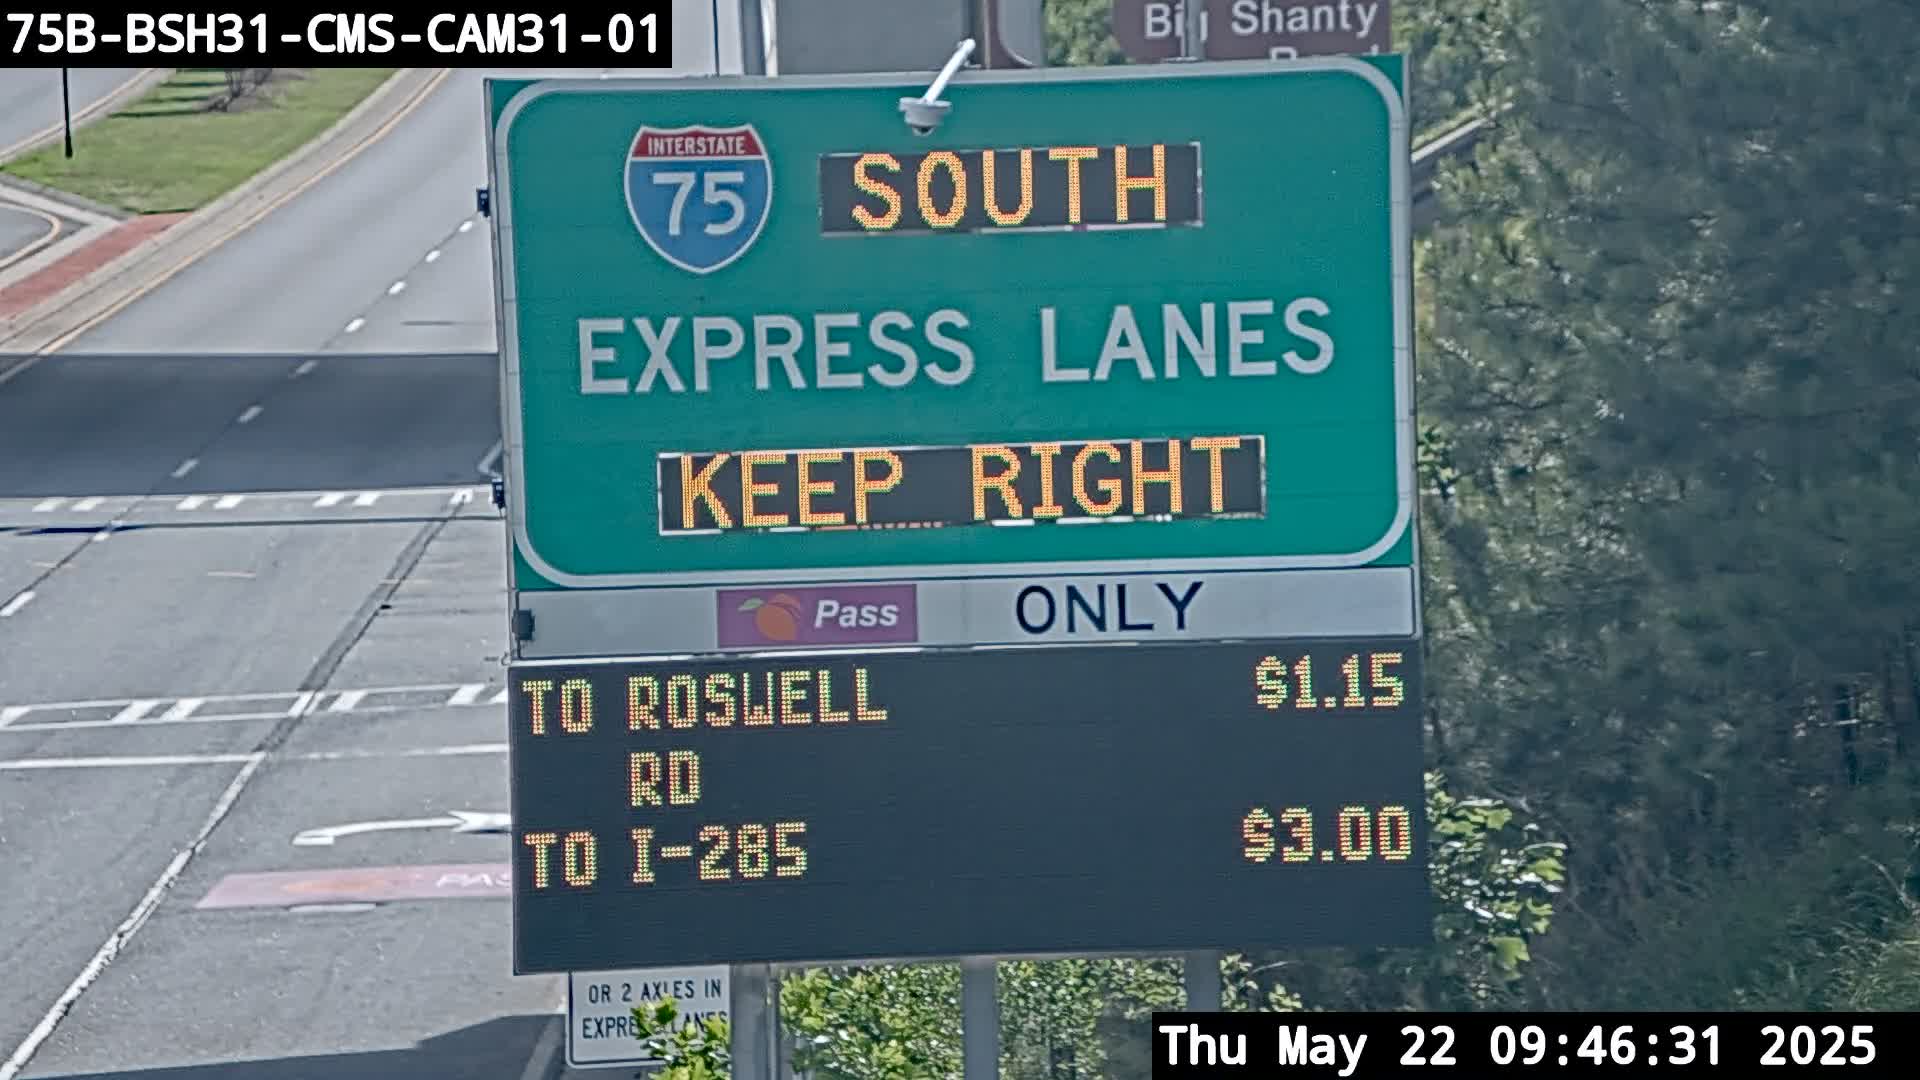 75B-BSH31-CMS-CAM31-01
Big Shanty
INTERSTATE
75
SOUTH
EXPRESS LANES
KEEP RIGHT
Pass ONLY
TO ROSWELL $1.15
RD
TO I-285 $3.00
OR 2 AXLES IN
EXPRESS LANES
Thu May 22 09:46:31 2025